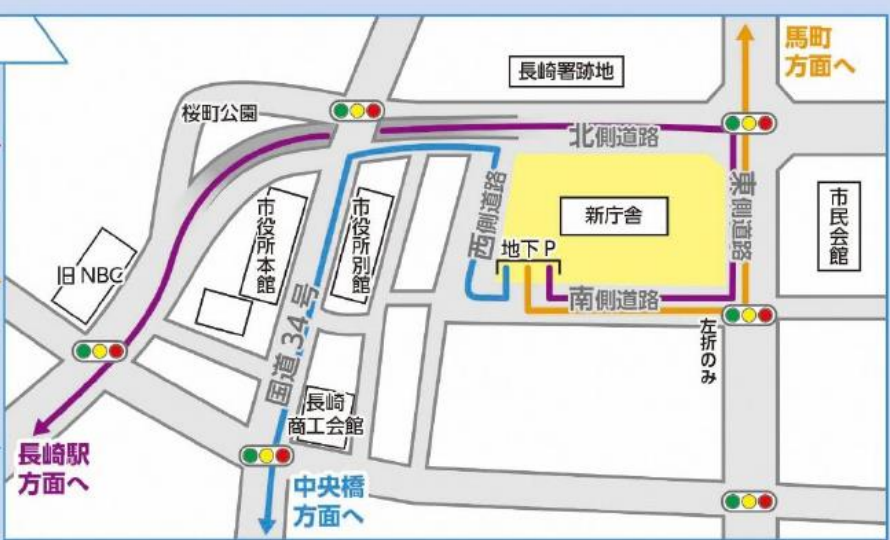 馬町
方面へ
長崎署跡地
桜町公園
北側道路
東側道路
市民会館
新庁舎
西側道路
地下P
南側道路
市役所本館
市役所別館
旧NBC
国道34号
左折のみ
長崎
商工会館
長崎駅
方面へ
中央橋
方面へ